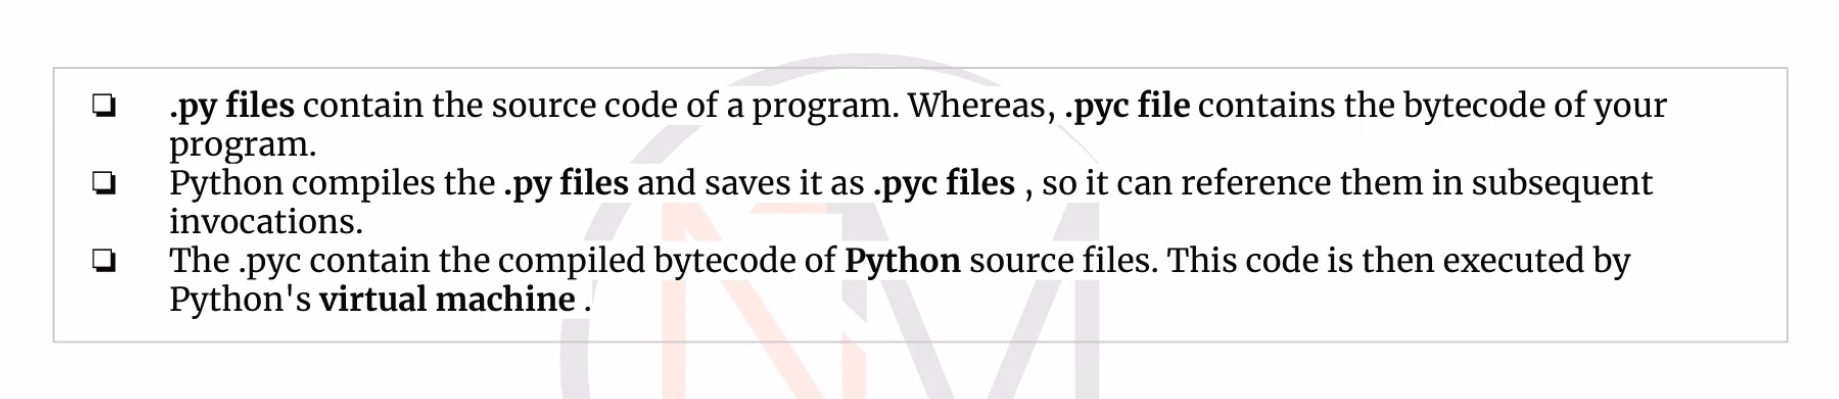 ❏ .py files contain the source code of a program. Whereas, .pyc file contains the bytecode of your
program.
❏ Python compiles the .py files and saves it as .pyc files , so it can reference them in subsequent
invocations.
❏ The .pyc contain the compiled bytecode of Python source files. This code is then executed by
Python's virtual machine .